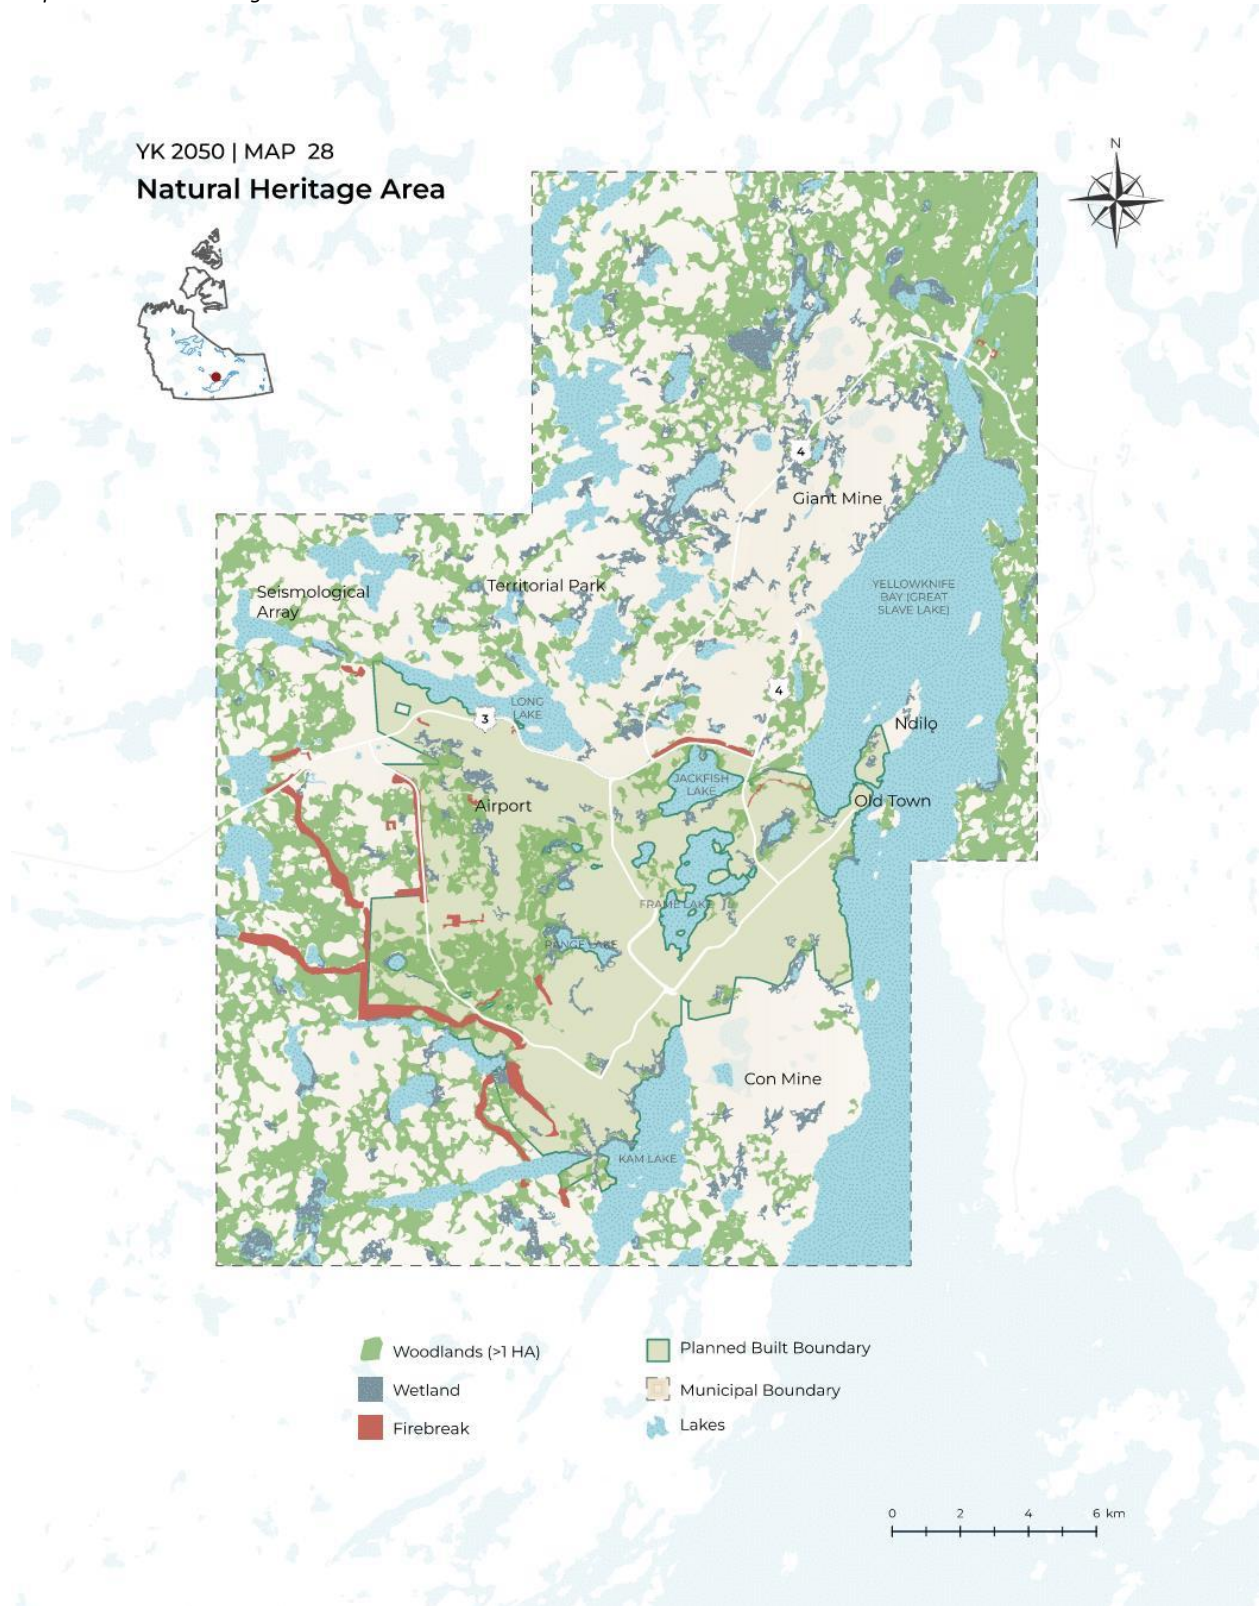 YK 2050 | MAP 28
Natural Heritage Area
N
4
Giant Mine
YELLOWKNIFE
BAY (GREAT
SLAVE LAKE)
Seismological
Array
Territorial Park
4
LONG
LAKE
3
Ndilǫ
JACKFISH
LAKE
Airport
Old Town
FRAME LAKE
RANGE LAKE
Con Mine
KAM LAKE
Woodlands (>1 HA)
Wetland
Firebreak
Planned Built Boundary
Municipal Boundary
Lakes
0 2 4 6 km